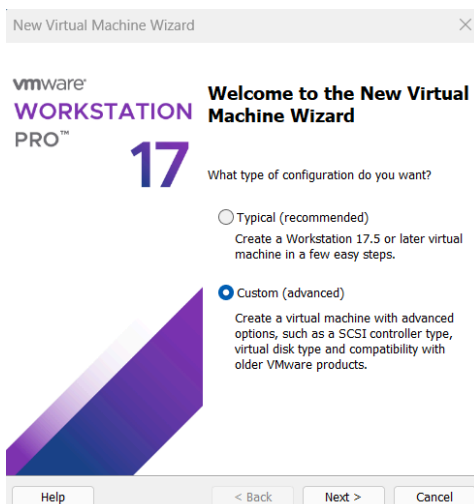 New Virtual Machine Wizard
vmware®
WORKSTATION
PRO™
17
Welcome to the New Virtual
Machine Wizard
What type of configuration do you want?
Typical (recommended)
Create a Workstation 17.5 or later virtual
machine in a few easy steps.
Custom (advanced)
Create a virtual machine with advanced
options, such as a SCSI controller type,
virtual disk type and compatibility with
older VMware products.
Help
< Back
Next >
Cancel